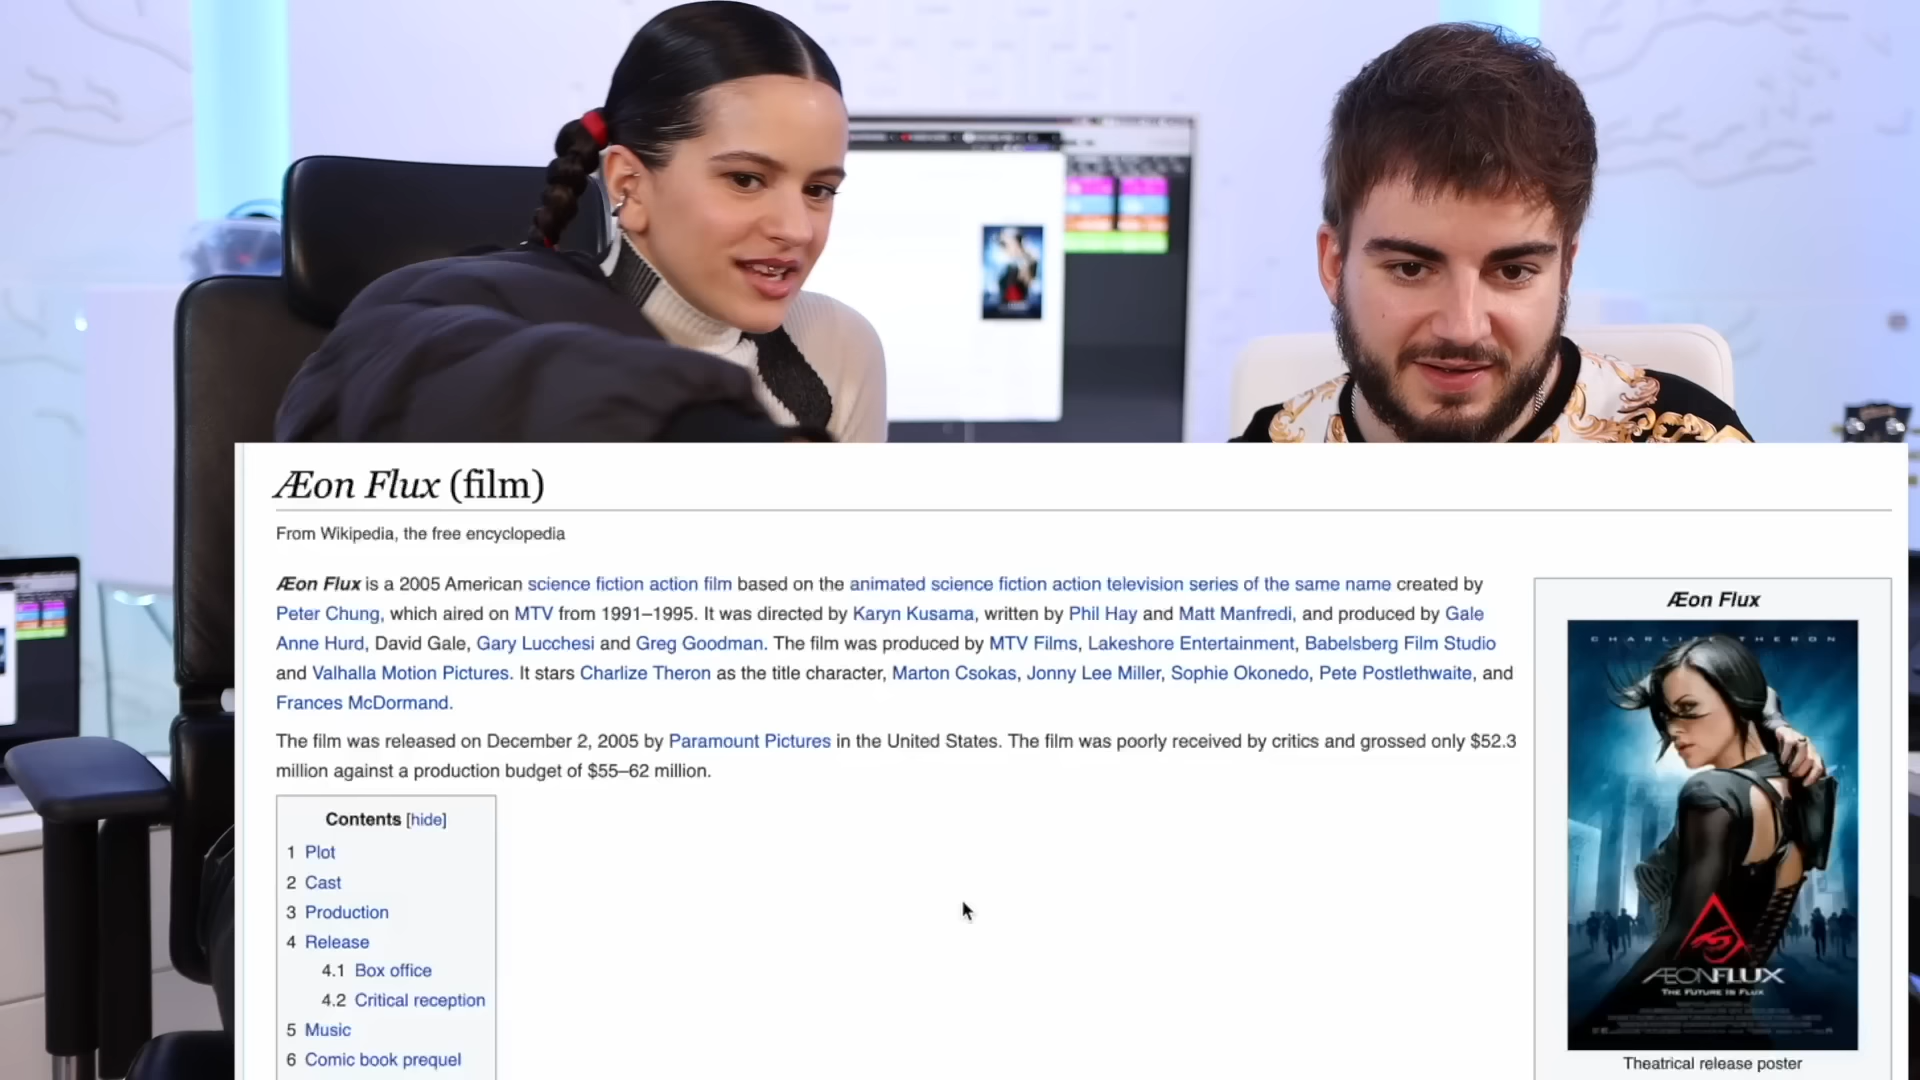 Æon Flux (film)
From Wikipedia, the free encyclopedia
Æon Flux is a 2005 American science fiction action film based on the animated science fiction action television series of the same name created by
Peter Chung, which aired on MTV from 1991–1995. It was directed by Karyn Kusama, written by Phil Hay and Matt Manfredi, and produced by Gale
Anne Hurd, David Gale, Gary Lucchesi and Greg Goodman. The film was produced by MTV Films, Lakeshore Entertainment, Babelsberg Film Studio
and Valhalla Motion Pictures. It stars Charlize Theron as the title character, Marton Csokas, Jonny Lee Miller, Sophie Okonedo, Pete Postlethwaite, and
Frances McDormand.
The film was released on December 2, 2005 by Paramount Pictures in the United States. The film was poorly received by critics and grossed only $52.3
million against a production budget of $55–62 million.
Contents [hide]
1 Plot
2 Cast
3 Production
4 Release
4.1 Box office
4.2 Critical reception
5 Music
6 Comic book prequel
Æon Flux
CHARLIZE THERON
ÆONFLUX
THE FUTURE IS FLUX
Theatrical release poster